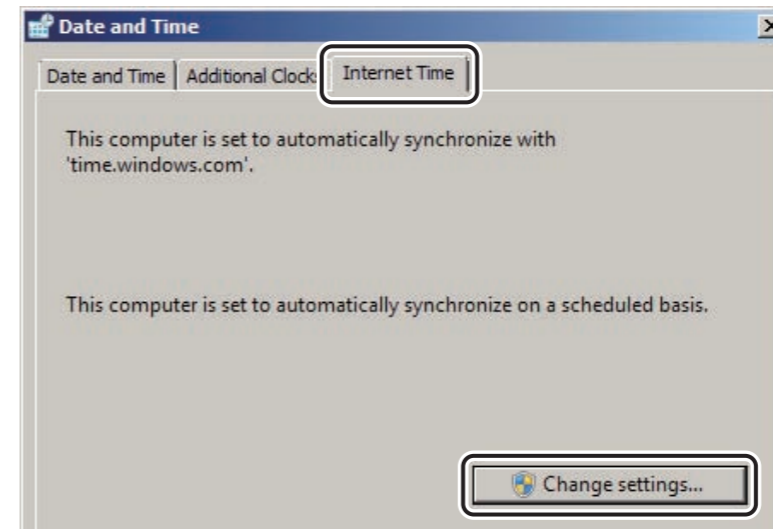 Date and Time
Date and Time Additional Clocks Internet Time
This computer is set to automatically synchronize with
'time.windows.com'.
This computer is set to automatically synchronize on a scheduled basis.
Change settings...